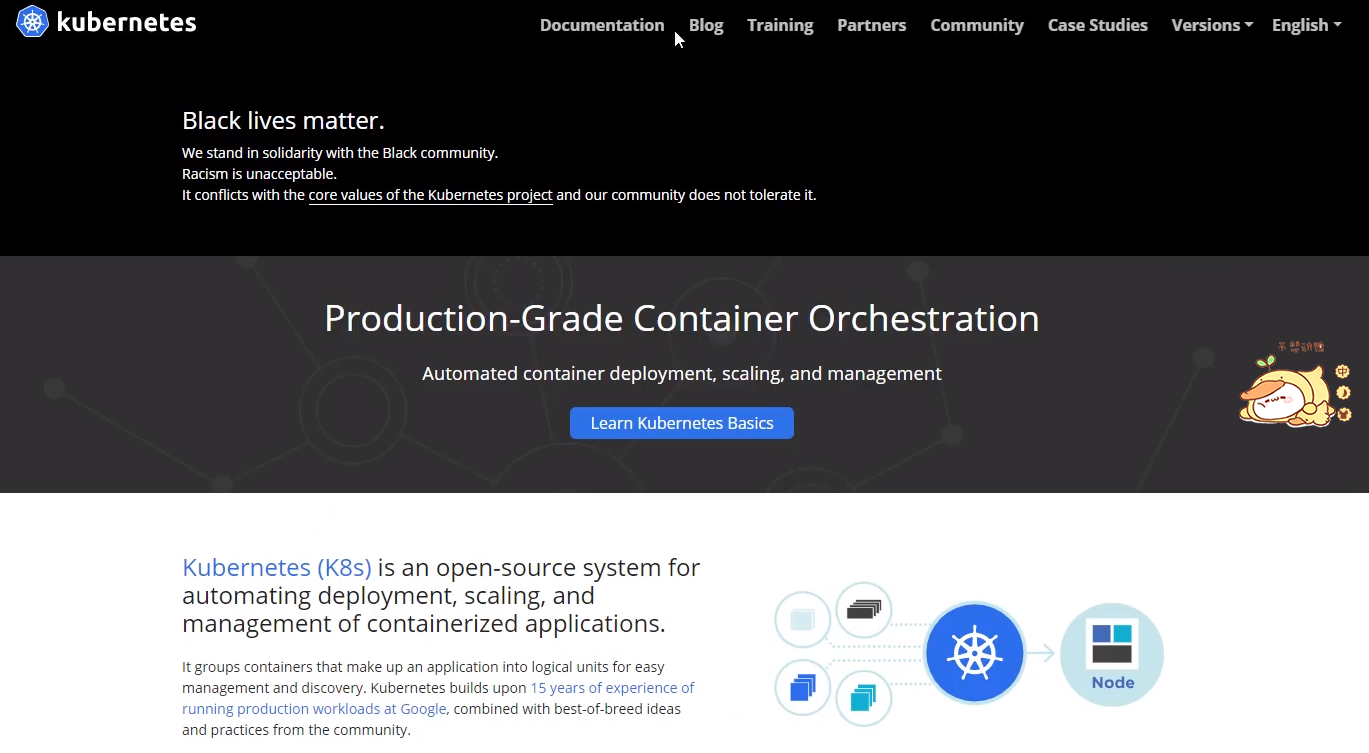 kubernetes
Documentation Blog Training Partners Community Case Studies Versions English
Black lives matter.
We stand in solidarity with the Black community.
Racism is unacceptable.
It conflicts with the core values of the Kubernetes project and our community does not tolerate it.
Production-Grade Container Orchestration
Automated container deployment, scaling, and management
Learn Kubernetes Basics
中
Kubernetes (K8s) is an open-source system for
automating deployment, scaling, and
management of containerized applications.
It groups containers that make up an application into logical units for easy
management and discovery. Kubernetes builds upon 15 years of experience of
running production workloads at Google, combined with best-of-breed ideas
and practices from the community.
Node